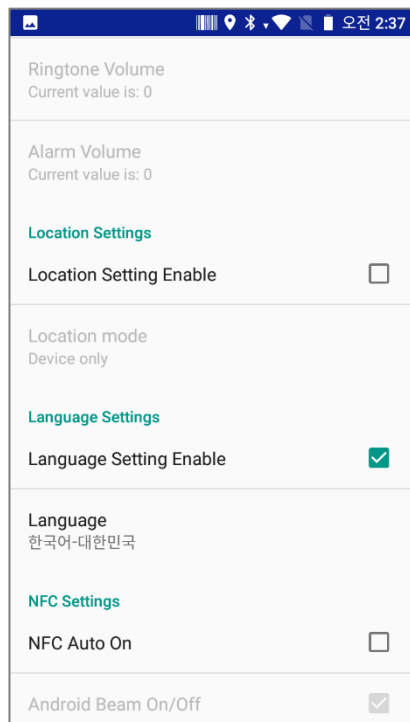 오전 2:37
Ringtone Volume
Current value is: 0
Alarm Volume
Current value is: 0
Location Settings
Location Setting Enable
Location mode
Device only
Language Settings
Language Setting Enable
Language
한국어-대한민국
NFC Settings
NFC Auto On
Android Beam On/Off